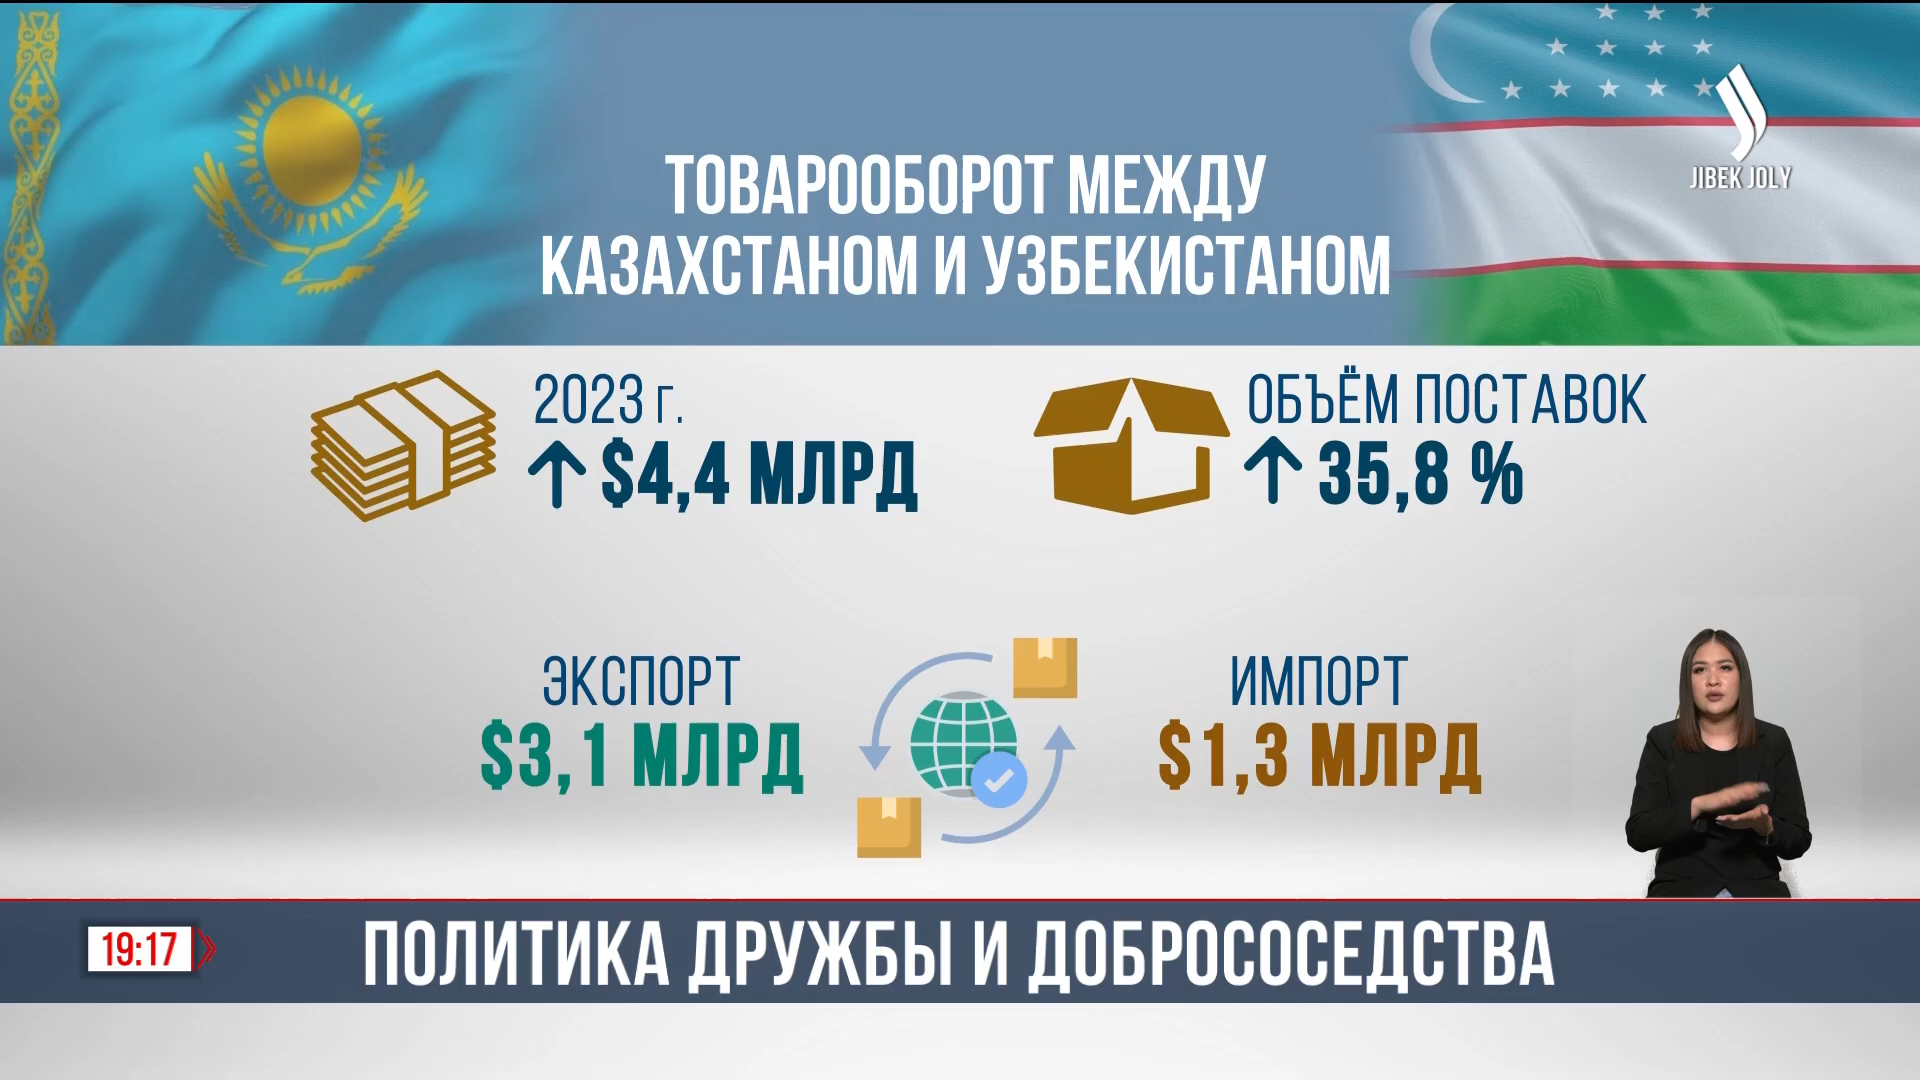 ТОВАРООБОРОТ МЕЖДУ
КАЗАХСТАНОМ И УЗБЕКИСТАНОМ
JIBEK JOLY
2023 г.
↑ $4,4 МЛРД
ОБЪЁМ ПОСТАВОК
↑ 35,8 %
ЭКСПОРТ
$3,1 МЛРД
ИМПОРТ
$1,3 МЛРД
19:17
ПОЛИТИКА ДРУЖБЫ И ДОБРОСОСЕДСТВА